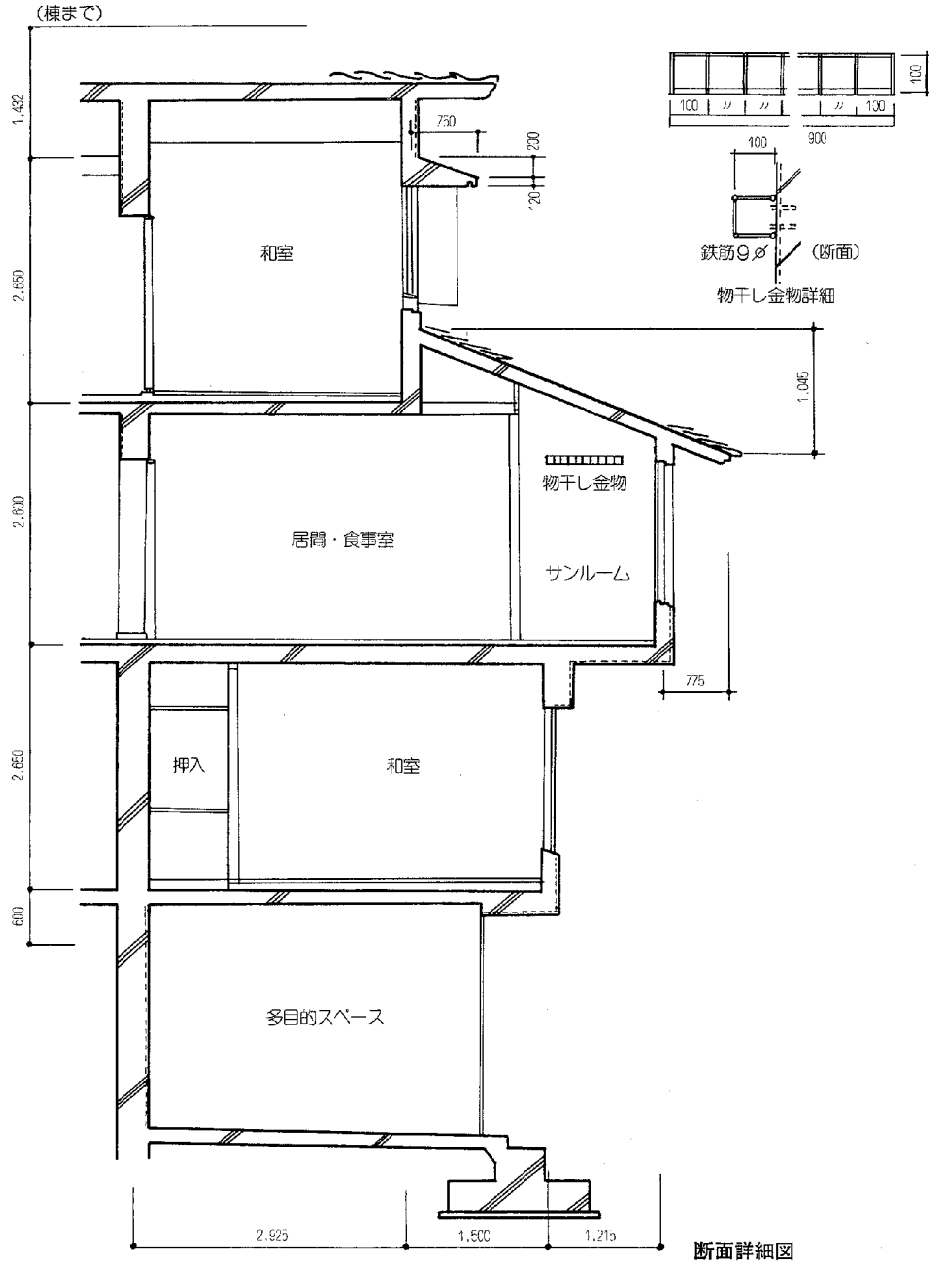 （棟まで）
1.432
2.650
2.600
2.650
600
750
200
120
100 〃 〃 〃 100
100
900
100
鉄筋9φ
（断面）
物干し金物詳細
和室
1.045
物干し金物
居間・食事室
サンルーム
775
押入
和室
多目的スペース
2.925
1.500
1.215
断面詳細図